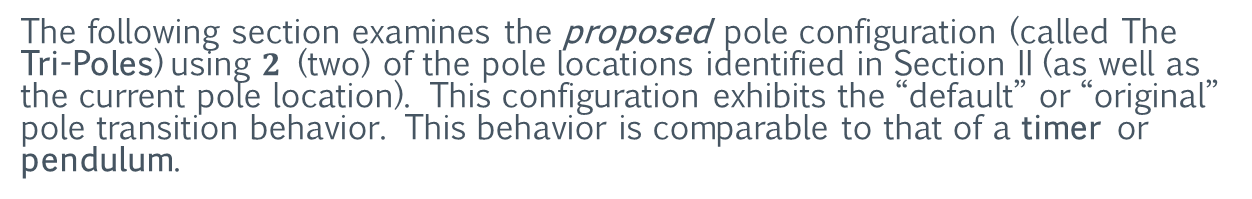 The following section examines the proposed pole configuration (called The
Tri-Poles) using 2 (two) of the pole locations identified in Section II (as well as
the current pole location). This configuration exhibits the “default” or “original”
pole transition behavior. This behavior is comparable to that of a timer or
pendulum.